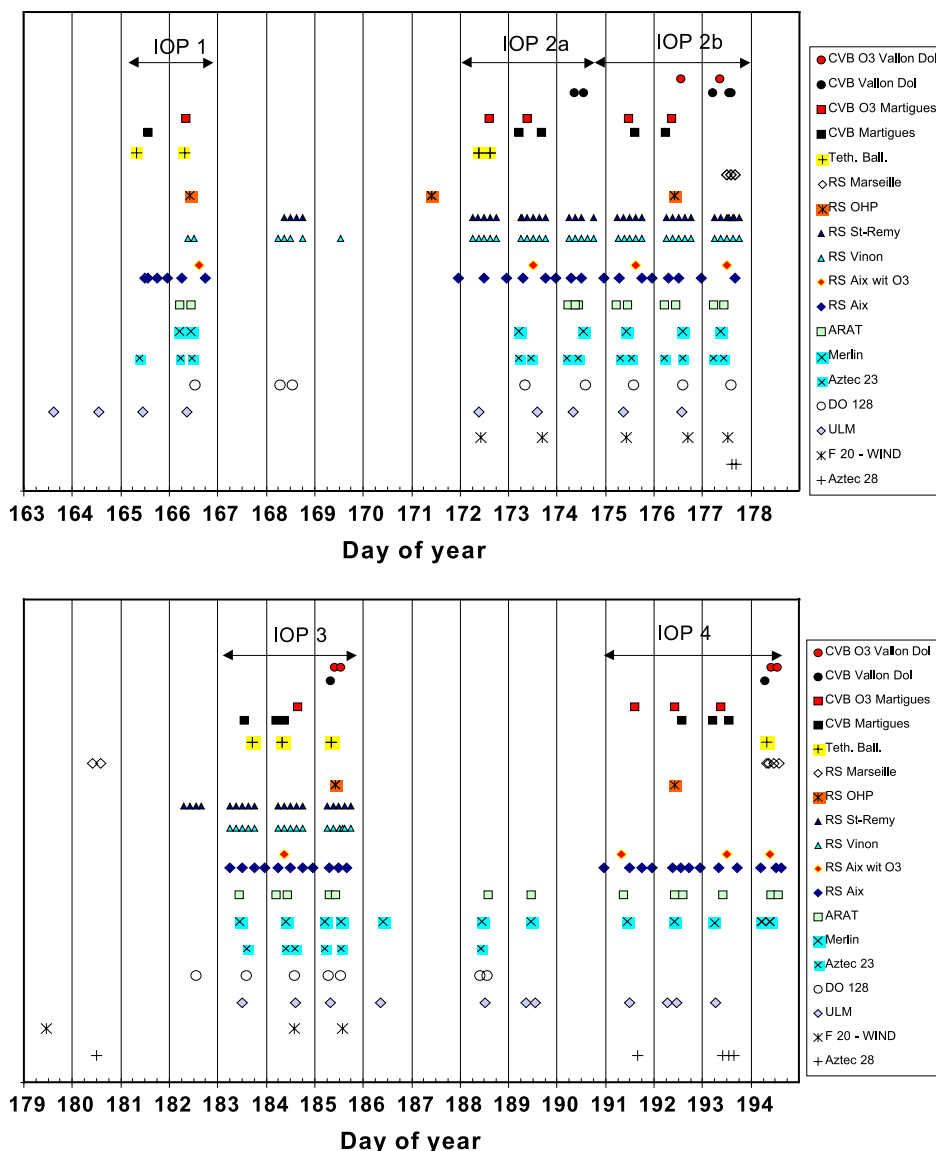 IOP 1
IOP 2a
IOP 2b
CVB O3 Vallon Dol
CVB Vallon Dol
CVB O3 Martigues
CVB Martigues
Teth. Ball.
RS Marseille
RS OHP
RS St-Remy
RS Vinon
RS Aix wit O3
RS Aix
ARAT
Merlin
Aztec 23
DO 128
ULM
F 20 - WIND
Aztec 28
163 164 165 166 167 168 169 170 171 172 173 174 175 176 177 178
Day of year
IOP 3
IOP 4
CVB O3 Vallon Dol
CVB Vallon Dol
CVB O3 Martigues
CVB Martigues
Teth. Ball.
RS Marseille
RS OHP
RS St-Remy
RS Vinon
RS Aix wit O3
RS Aix
ARAT
Merlin
Aztec 23
DO 128
ULM
F 20 - WIND
Aztec 28
179 180 181 182 183 184 185 186 187 188 189 190 191 192 193 194
Day of year